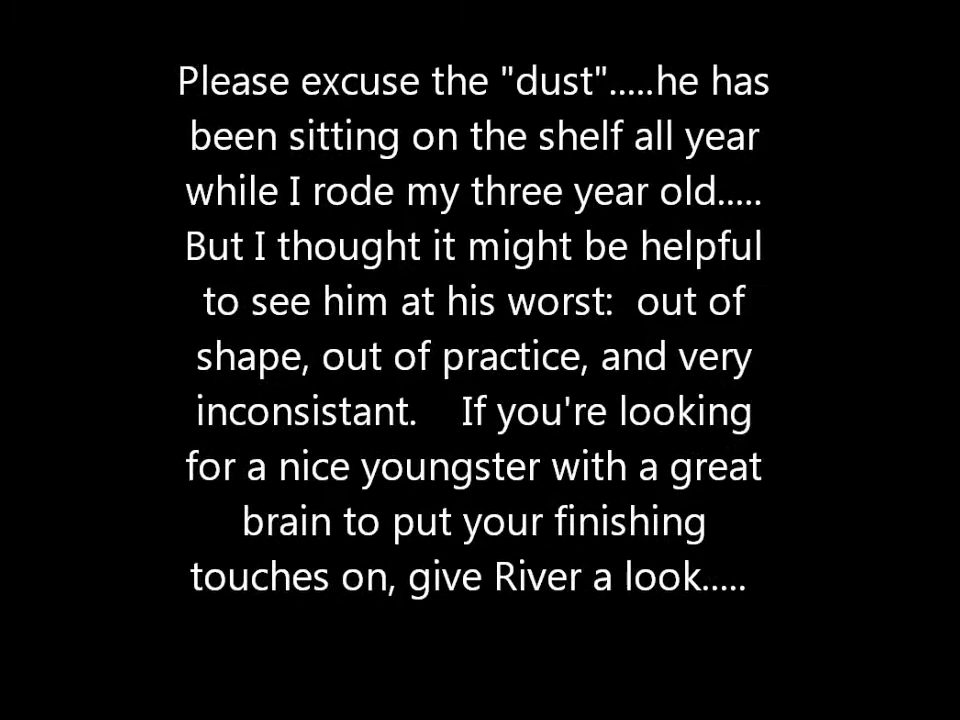 Please excuse the "dust".....he has
been sitting on the shelf all year
while I rode my three year old.....
But I thought it might be helpful
to see him at his worst:  out of
shape, out of practice, and very
inconsistant.    If you're looking
for a nice youngster with a great
brain to put your finishing
touches on, give River a look.....